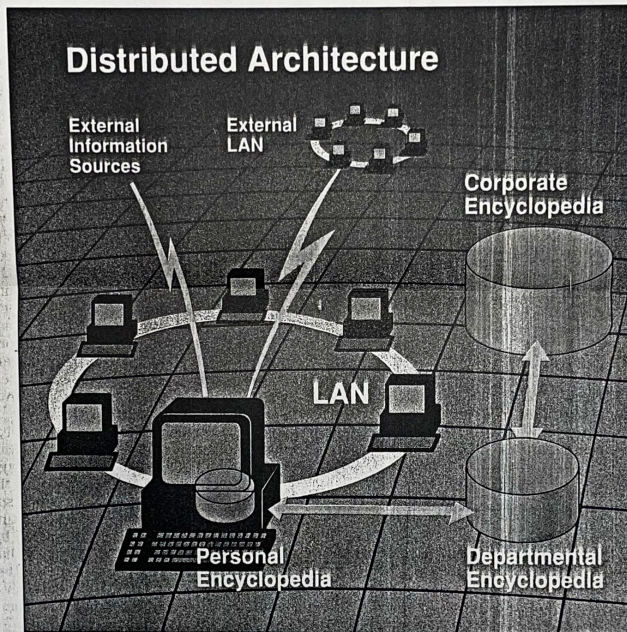 Distributed Architecture
External
Information
Sources
External
LAN
Corporate
Encyclopedia
LAN
Personal
Encyclopedia
Departmental
Encyclopedia